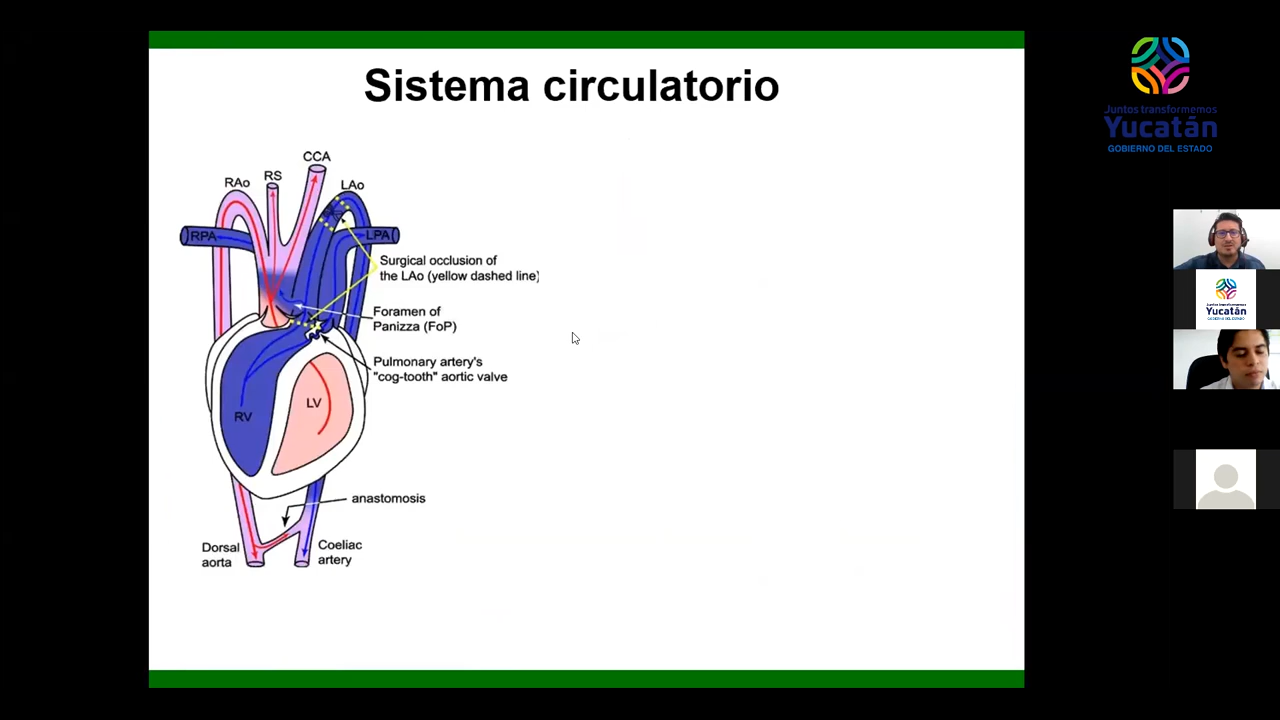 Sistema circulatorio
CCA
RS
RAo
LAo
RPA
LPA
Surgical occlusion of
the LAo (yellow dashed line)
Foramen of
Panizza (FoP)
Pulmonary artery's
"cog-tooth" aortic valve
LV
RV
anastomosis
Dorsal
aorta
Coeliac
artery
Juntos transformemos
Yucatán
GOBIERNO DEL ESTADO
Yucatán